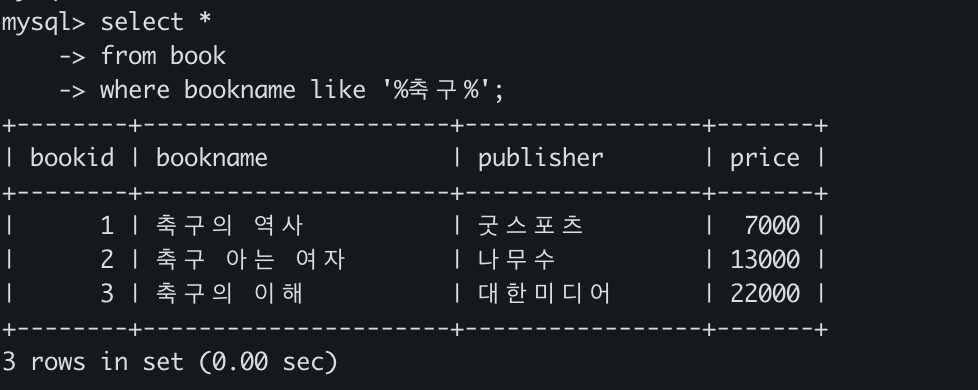 mysql> select *
    -> from book
    -> where bookname like '%축구%';
+--------+---------------------+-----------------+-------+
| bookid | bookname            | publisher       | price |
+--------+---------------------+-----------------+-------+
|      1 | 축구의 역사         | 굿스포츠        |  7000 |
|      2 | 축구 아는 여자      | 나무수          | 13000 |
|      3 | 축구의 이해         | 대한미디어      | 22000 |
+--------+---------------------+-----------------+-------+
3 rows in set (0.00 sec)